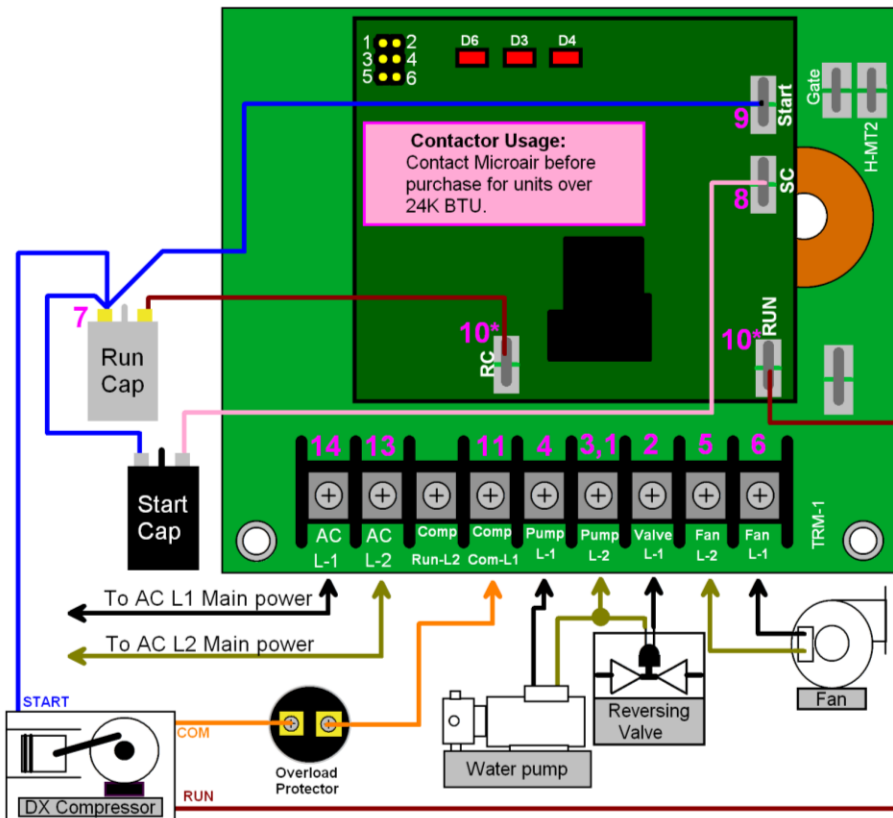 1 2
3 4
5 6
D6 D3 D4
Gate
H-MT2
9 Start
Contactor Usage:
Contact Microair before
purchase for units over
24K BTU.
8 SC
7
Run
Cap
10*
RC
10*
RUN
14 13 11 4 3,1 2 5 6
Start
Cap
AC AC Comp Comp Pump Pump Valve Fan Fan
L-1 L-2 Run-L2 Com-L1 L-1 L-2 L-1 L-2 L-1
TRM-1
To AC L1 Main power
To AC L2 Main power
START
COM
Overload
Protector
Water pump
Reversing
Valve
Fan
DX Compressor
RUN